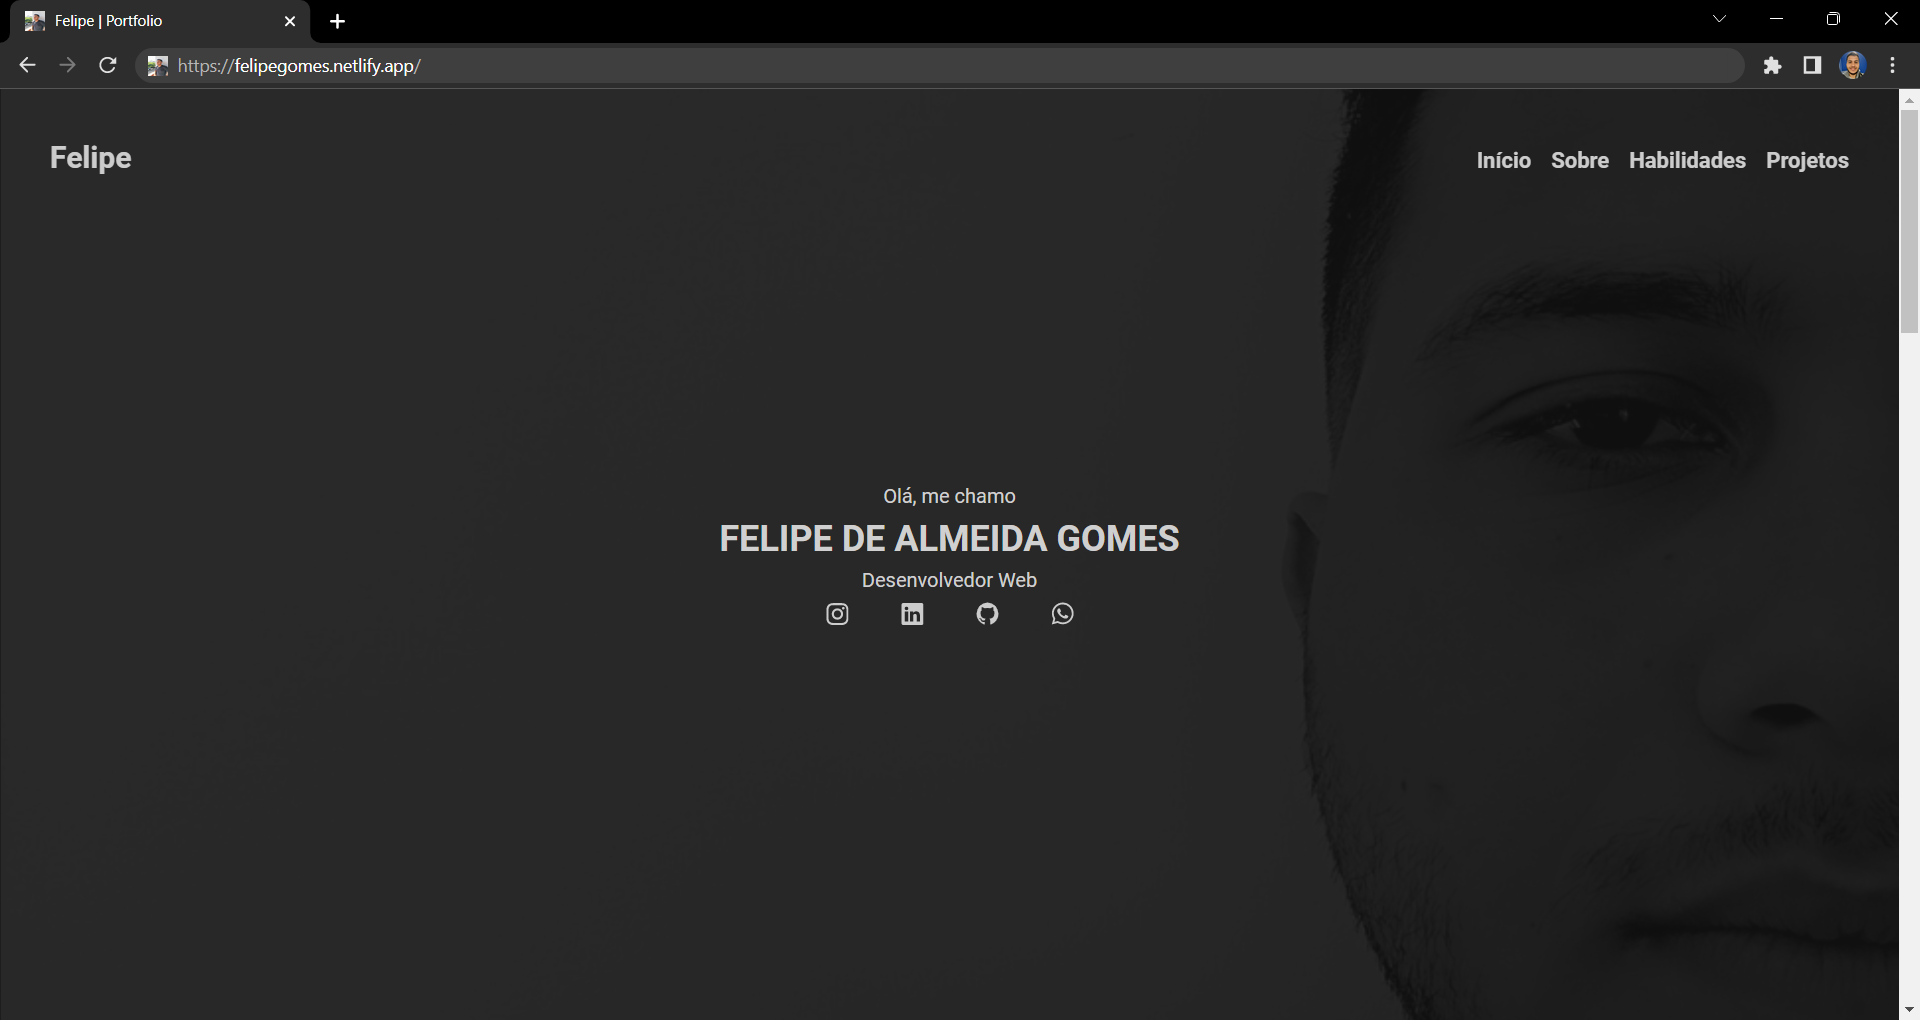 Felipe | Portfolio
https://felipegomes.netlify.app/
Felipe
Início Sobre Habilidades Projetos
Olá, me chamo
FELIPE DE ALMEIDA GOMES
Desenvolvedor Web